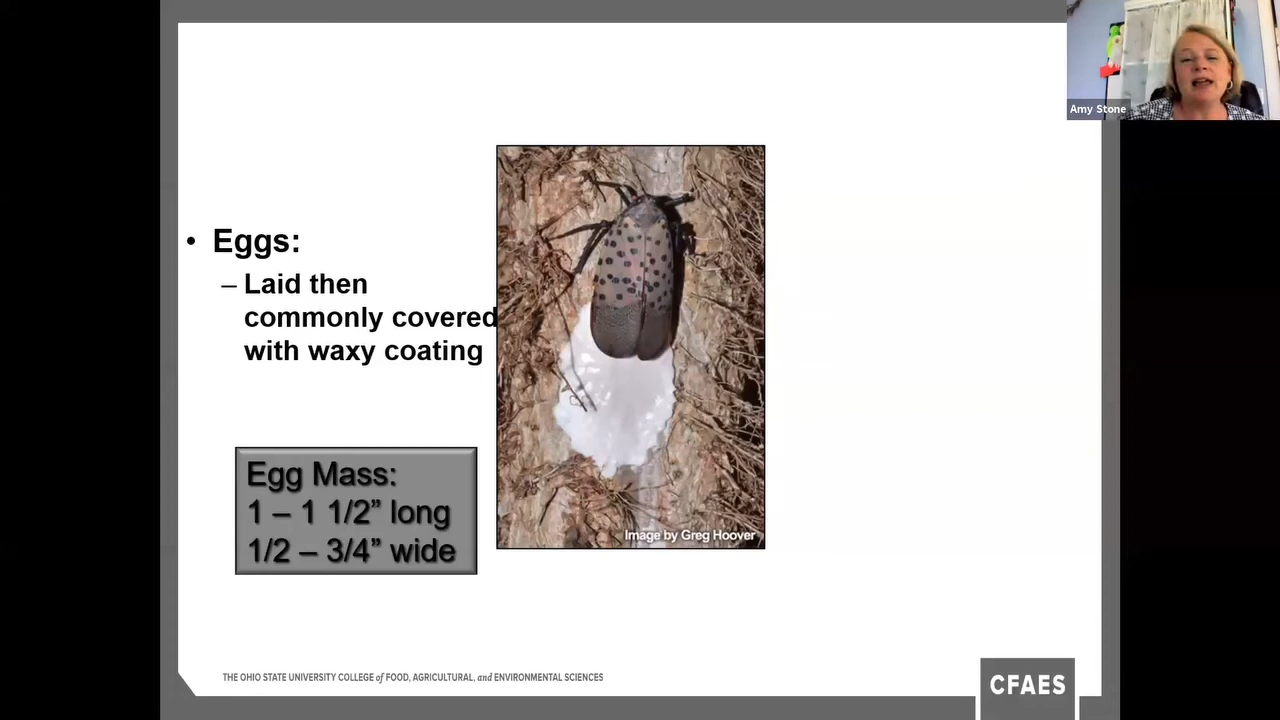 Amy Stone
• Eggs:
– Laid then
commonly covered
with waxy coating
Egg Mass:
1 – 1 1/2” long
1/2 – 3/4” wide
Image by Greg Hoover
THE OHIO STATE UNIVERSITY COLLEGE of FOOD, AGRICULTURAL, and ENVIRONMENTAL SCIENCES
CFAES